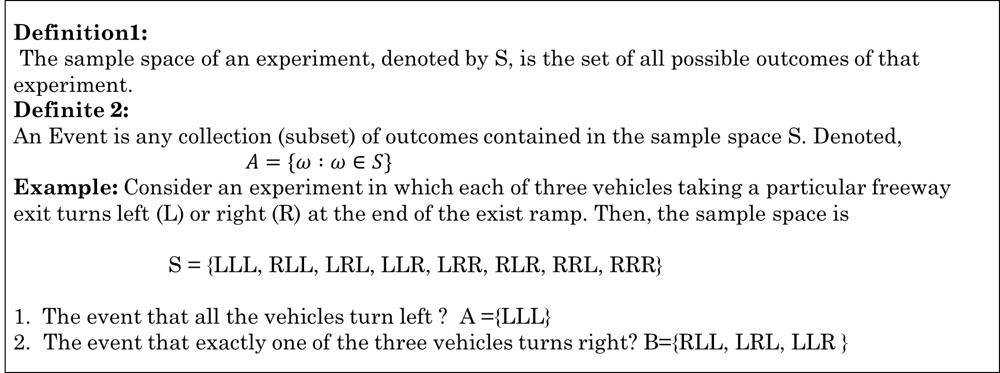 Definition1:
The sample space of an experiment, denoted by S, is the set of all possible outcomes of that
experiment.
Definite 2:
An Event is any collection (subset) of outcomes contained in the sample space S. Denoted,
A = {ω : ω ∈ S}
Example: Consider an experiment in which each of three vehicles taking a particular freeway
exit turns left (L) or right (R) at the end of the exist ramp. Then, the sample space is
S = {LLL, RLL, LRL, LLR, LRR, RLR, RRL, RRR}
1. The event that all the vehicles turn left ? A ={LLL}
2. The event that exactly one of the three vehicles turns right? B={RLL, LRL, LLR }